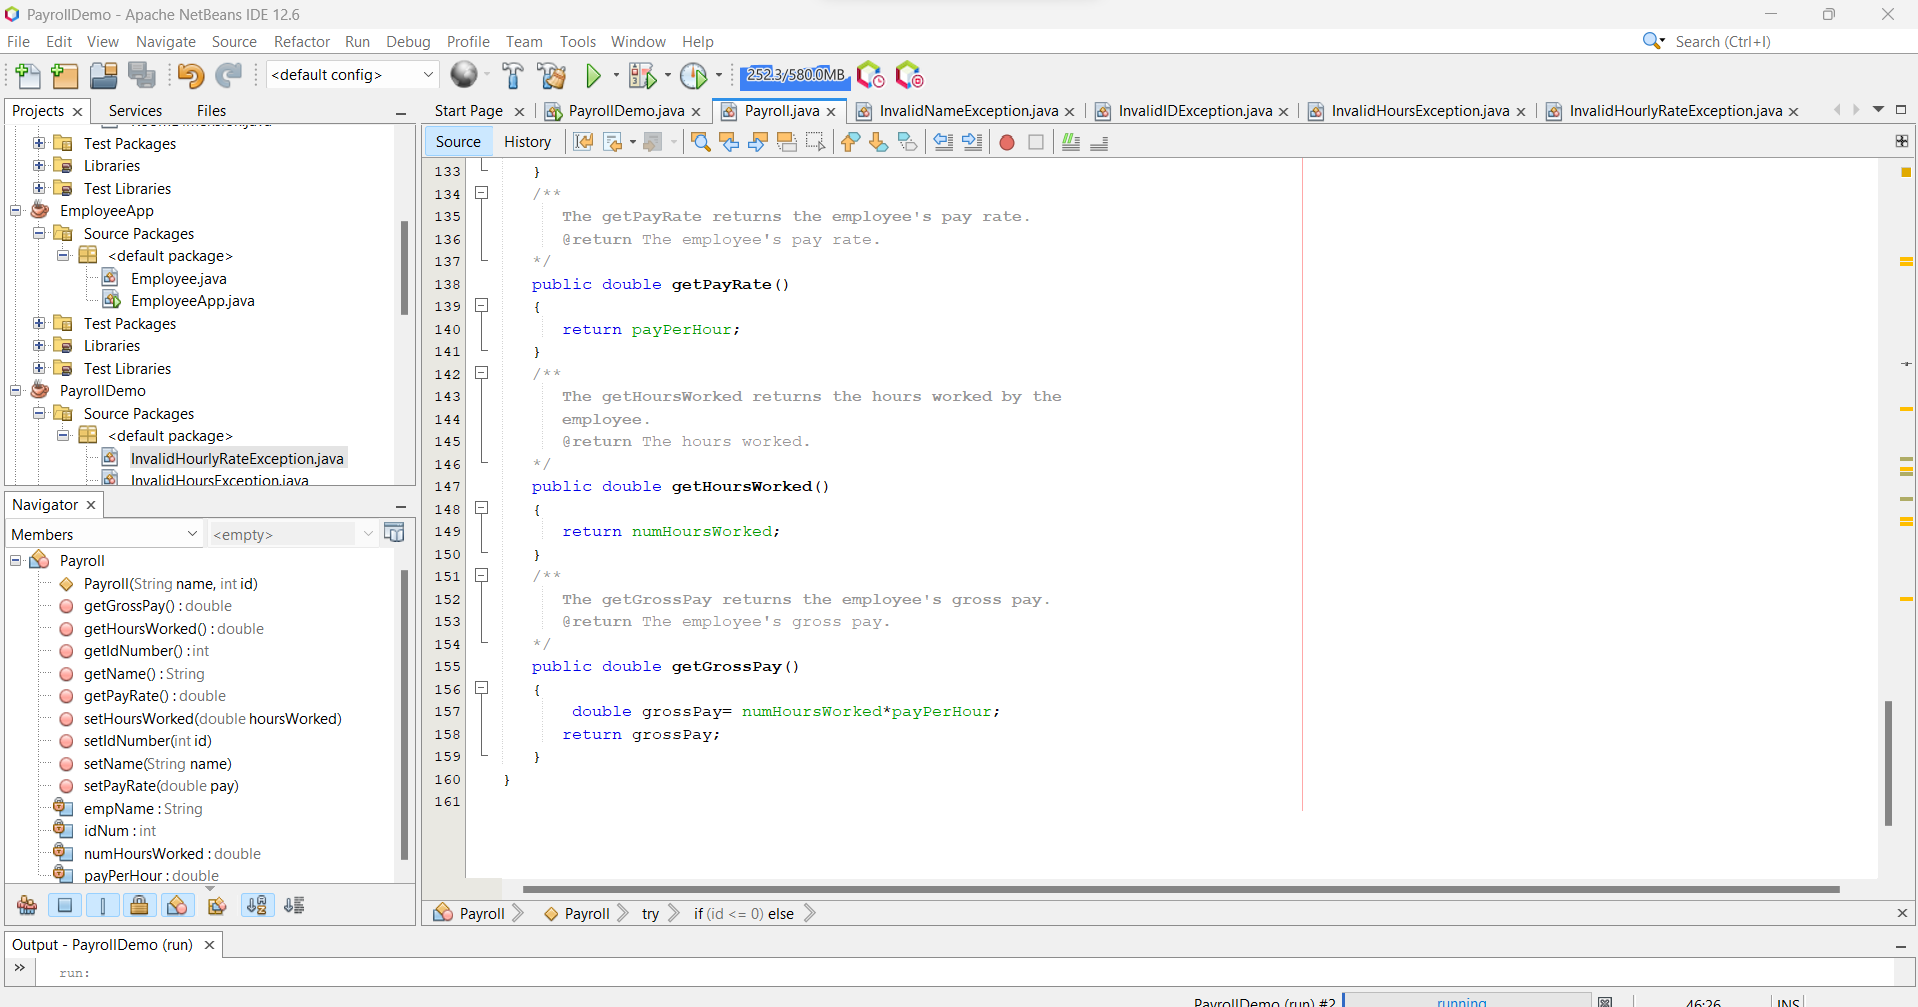 PayrollDemo - Apache NetBeans IDE 12.6
File Edit View Navigate Source Refactor Run Debug Profile Team Tools Window Help
Search (Ctrl+I)
<default config>
252.3/580.0MB
Projects Services Files
Test Packages
Libraries
Test Libraries
EmployeeApp
Source Packages
<default package>
Employee.java
EmployeeApp.java
Test Packages
Libraries
Test Libraries
PayrollDemo
Source Packages
<default package>
InvalidHourlyRateException.java
InvalidHoursException.java
Navigator
Members <empty>
Payroll
Payroll(String name, int id)
getGrossPay() : double
getHoursWorked() : double
getIdNumber() : int
getName() : String
getPayRate() : double
setHoursWorked(double hoursWorked)
setIdNumber(int id)
setName(String name)
setPayRate(double pay)
empName : String
idNum : int
numHoursWorked : double
payPerHour : double
Start Page PayrollDemo.java Payroll.java InvalidNameException.java InvalidIDException.java InvalidHoursException.java InvalidHourlyRateException.java
Source History
133 }
134 /**
135 The getPayRate returns the employee's pay rate.
136 @return The employee's pay rate.
137 */
138 public double getPayRate()
139 {
140 return payPerHour;
141 }
142 /**
143 The getHoursWorked returns the hours worked by the
144 employee.
145 @return The hours worked.
146 */
147 public double getHoursWorked()
148 {
149 return numHoursWorked;
150 }
151 /**
152 The getGrossPay returns the employee's gross pay.
153 @return The employee's gross pay.
154 */
155 public double getGrossPay()
156 {
157 double grossPay= numHoursWorked*payPerHour;
158 return grossPay;
159 }
160 }
161
Payroll Payroll try if (id <= 0) else
Output - PayrollDemo (run)
run:
PayrollDemo (run) #2 running 46:26 INS